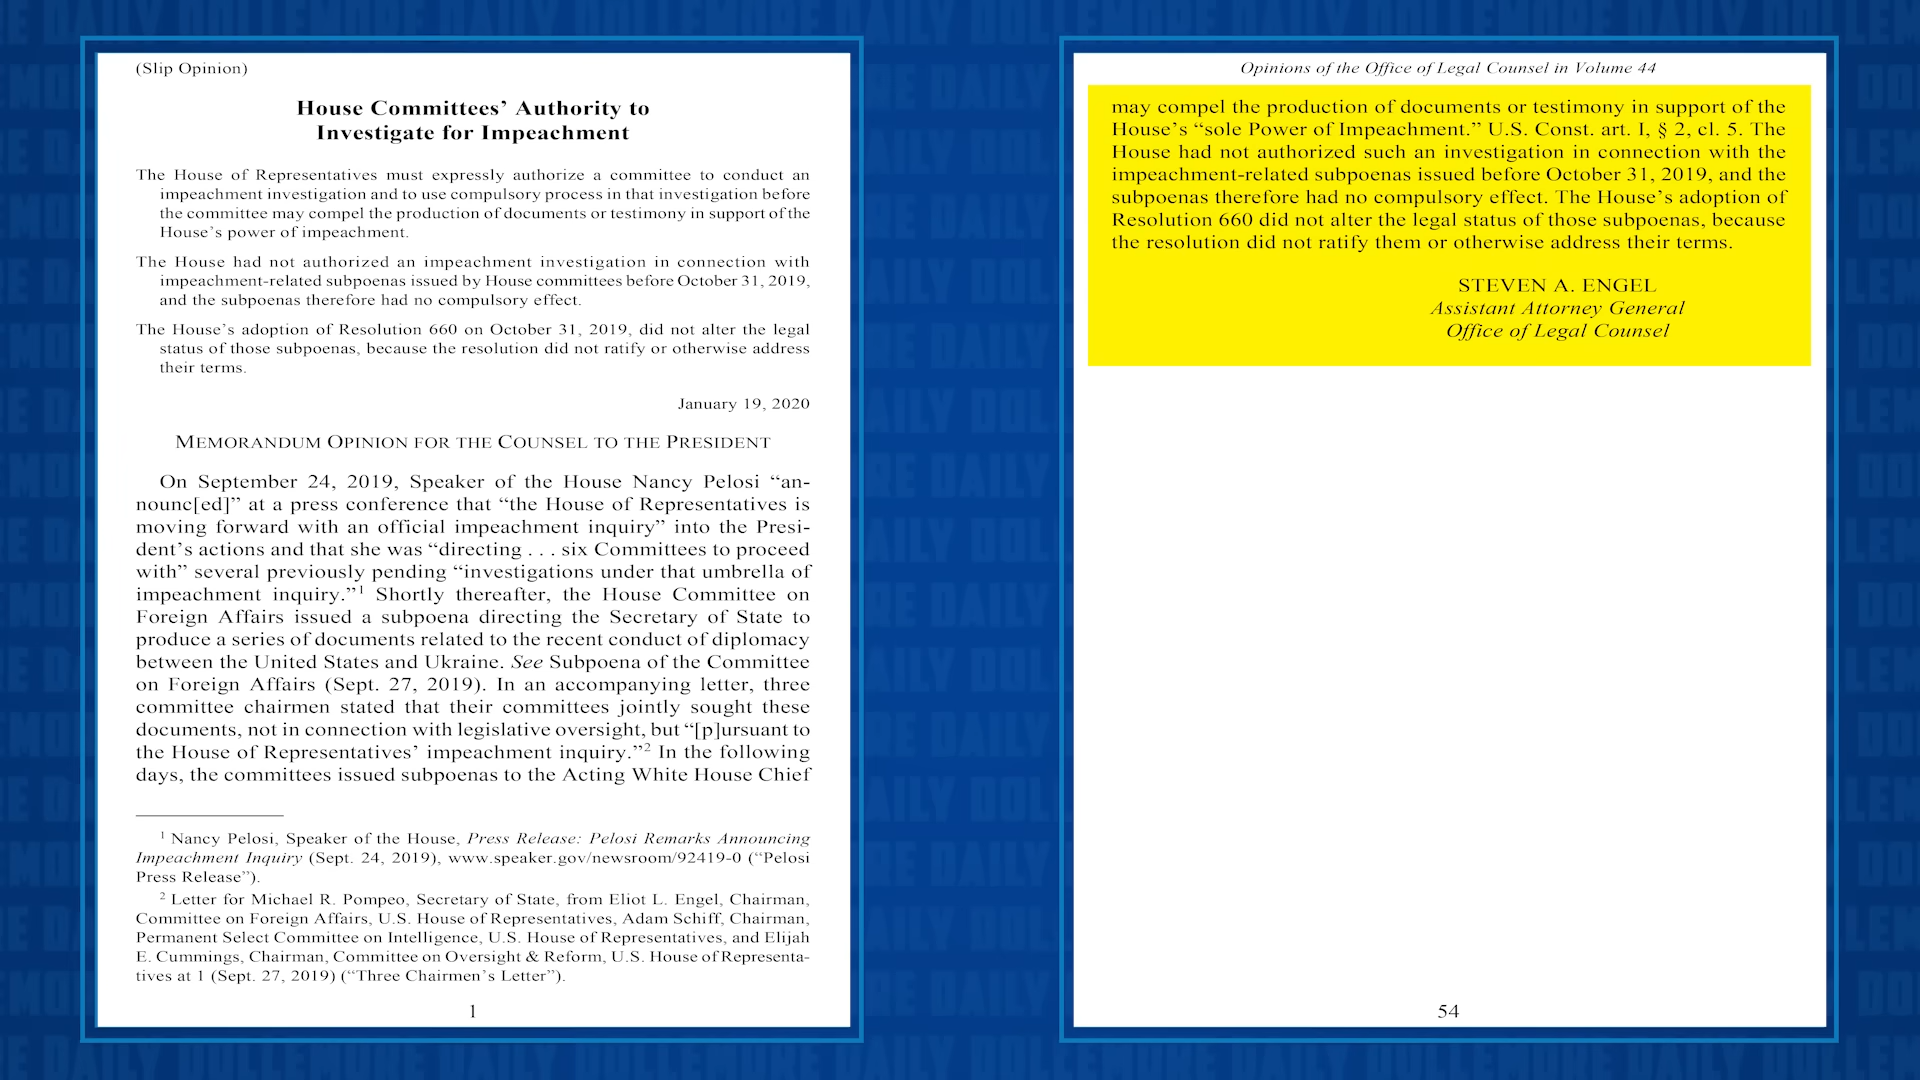 (Slip Opinion)
House Committees’ Authority to
Investigate for Impeachment
The House of Representatives must expressly authorize a committee to conduct an
impeachment investigation and to use compulsory process in that investigation before
the committee may compel the production of documents or testimony in support of the
House’s power of impeachment.
The House had not authorized an impeachment investigation in connection with
impeachment-related subpoenas issued by House committees before October 31, 2019,
and the subpoenas therefore had no compulsory effect.
The House’s adoption of Resolution 660 on October 31, 2019, did not alter the legal
status of those subpoenas, because the resolution did not ratify or otherwise address
their terms.
January 19, 2020
MEMORANDUM OPINION FOR THE COUNSEL TO THE PRESIDENT
On September 24, 2019, Speaker of the House Nancy Pelosi “an-
nounc[ed]” at a press conference that “the House of Representatives is
moving forward with an official impeachment inquiry” into the Presi-
dent’s actions and that she was “directing . . . six Committees to proceed
with” several previously pending “investigations under that umbrella of
impeachment inquiry.”1 Shortly thereafter, the House Committee on
Foreign Affairs issued a subpoena directing the Secretary of State to
produce a series of documents related to the recent conduct of diplomacy
between the United States and Ukraine. See Subpoena of the Committee
on Foreign Affairs (Sept. 27, 2019). In an accompanying letter, three
committee chairmen stated that their committees jointly sought these
documents, not in connection with legislative oversight, but “[p]ursuant to
the House of Representatives’ impeachment inquiry.”2 In the following
days, the committees issued subpoenas to the Acting White House Chief
1 Nancy Pelosi, Speaker of the House, Press Release: Pelosi Remarks Announcing
Impeachment Inquiry (Sept. 24, 2019), www.speaker.gov/newsroom/92419-0 (“Pelosi
Press Release”).
2 Letter for Michael R. Pompeo, Secretary of State, from Eliot L. Engel, Chairman,
Committee on Foreign Affairs, U.S. House of Representatives, Adam Schiff, Chairman,
Permanent Select Committee on Intelligence, U.S. House of Representatives, and Elijah
E. Cummings, Chairman, Committee on Oversight & Reform, U.S. House of Representa-
tives at 1 (Sept. 27, 2019) (“Three Chairmen’s Letter”).
1
Opinions of the Office of Legal Counsel in Volume 44
may compel the production of documents or testimony in support of the
House’s “sole Power of Impeachment.” U.S. Const. art. I, § 2, cl. 5. The
House had not authorized such an investigation in connection with the
impeachment-related subpoenas issued before October 31, 2019, and the
subpoenas therefore had no compulsory effect. The House’s adoption of
Resolution 660 did not alter the legal status of those subpoenas, because
the resolution did not ratify them or otherwise address their terms.
STEVEN A. ENGEL
Assistant Attorney General
Office of Legal Counsel
54